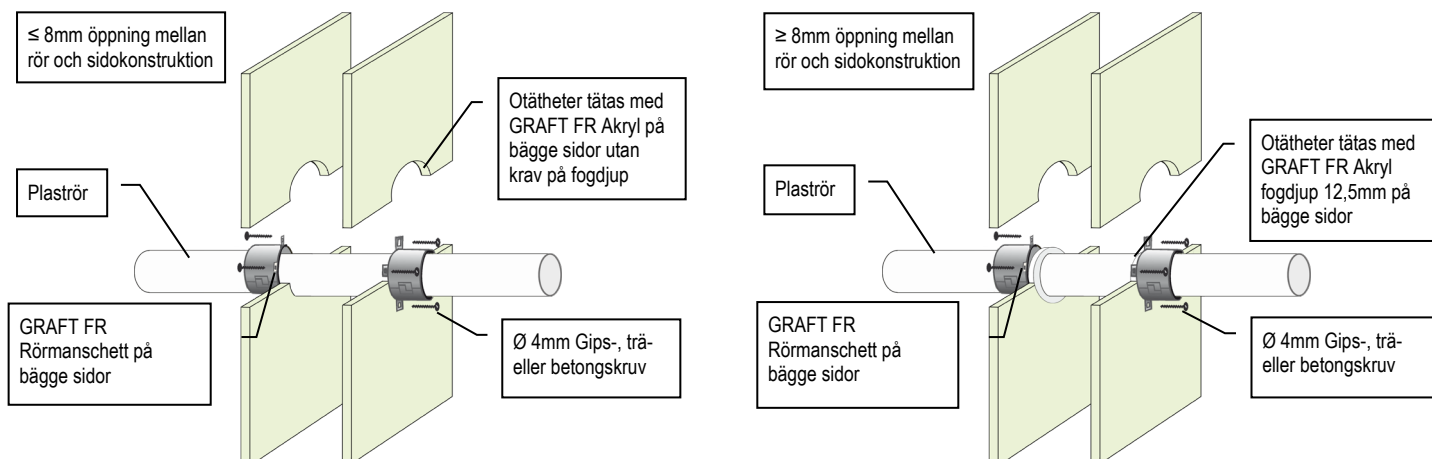 ≤ 8mm öppning mellan
rör och sidokonstruktion
Otätheter tätas med
GRAFT FR Akryl på
bägge sidor utan
krav på fogdjup
Plaströr
GRAFT FR
Rörmanschett på
bägge sidor
Ø 4mm Gips-, trä-
eller betongskruv
≥ 8mm öppning mellan
rör och sidokonstruktion
Otätheter tätas med
GRAFT FR Akryl
fogdjup 12,5mm på
bägge sidor
Plaströr
GRAFT FR
Rörmanschett på
bägge sidor
Ø 4mm Gips-, trä-
eller betongskruv